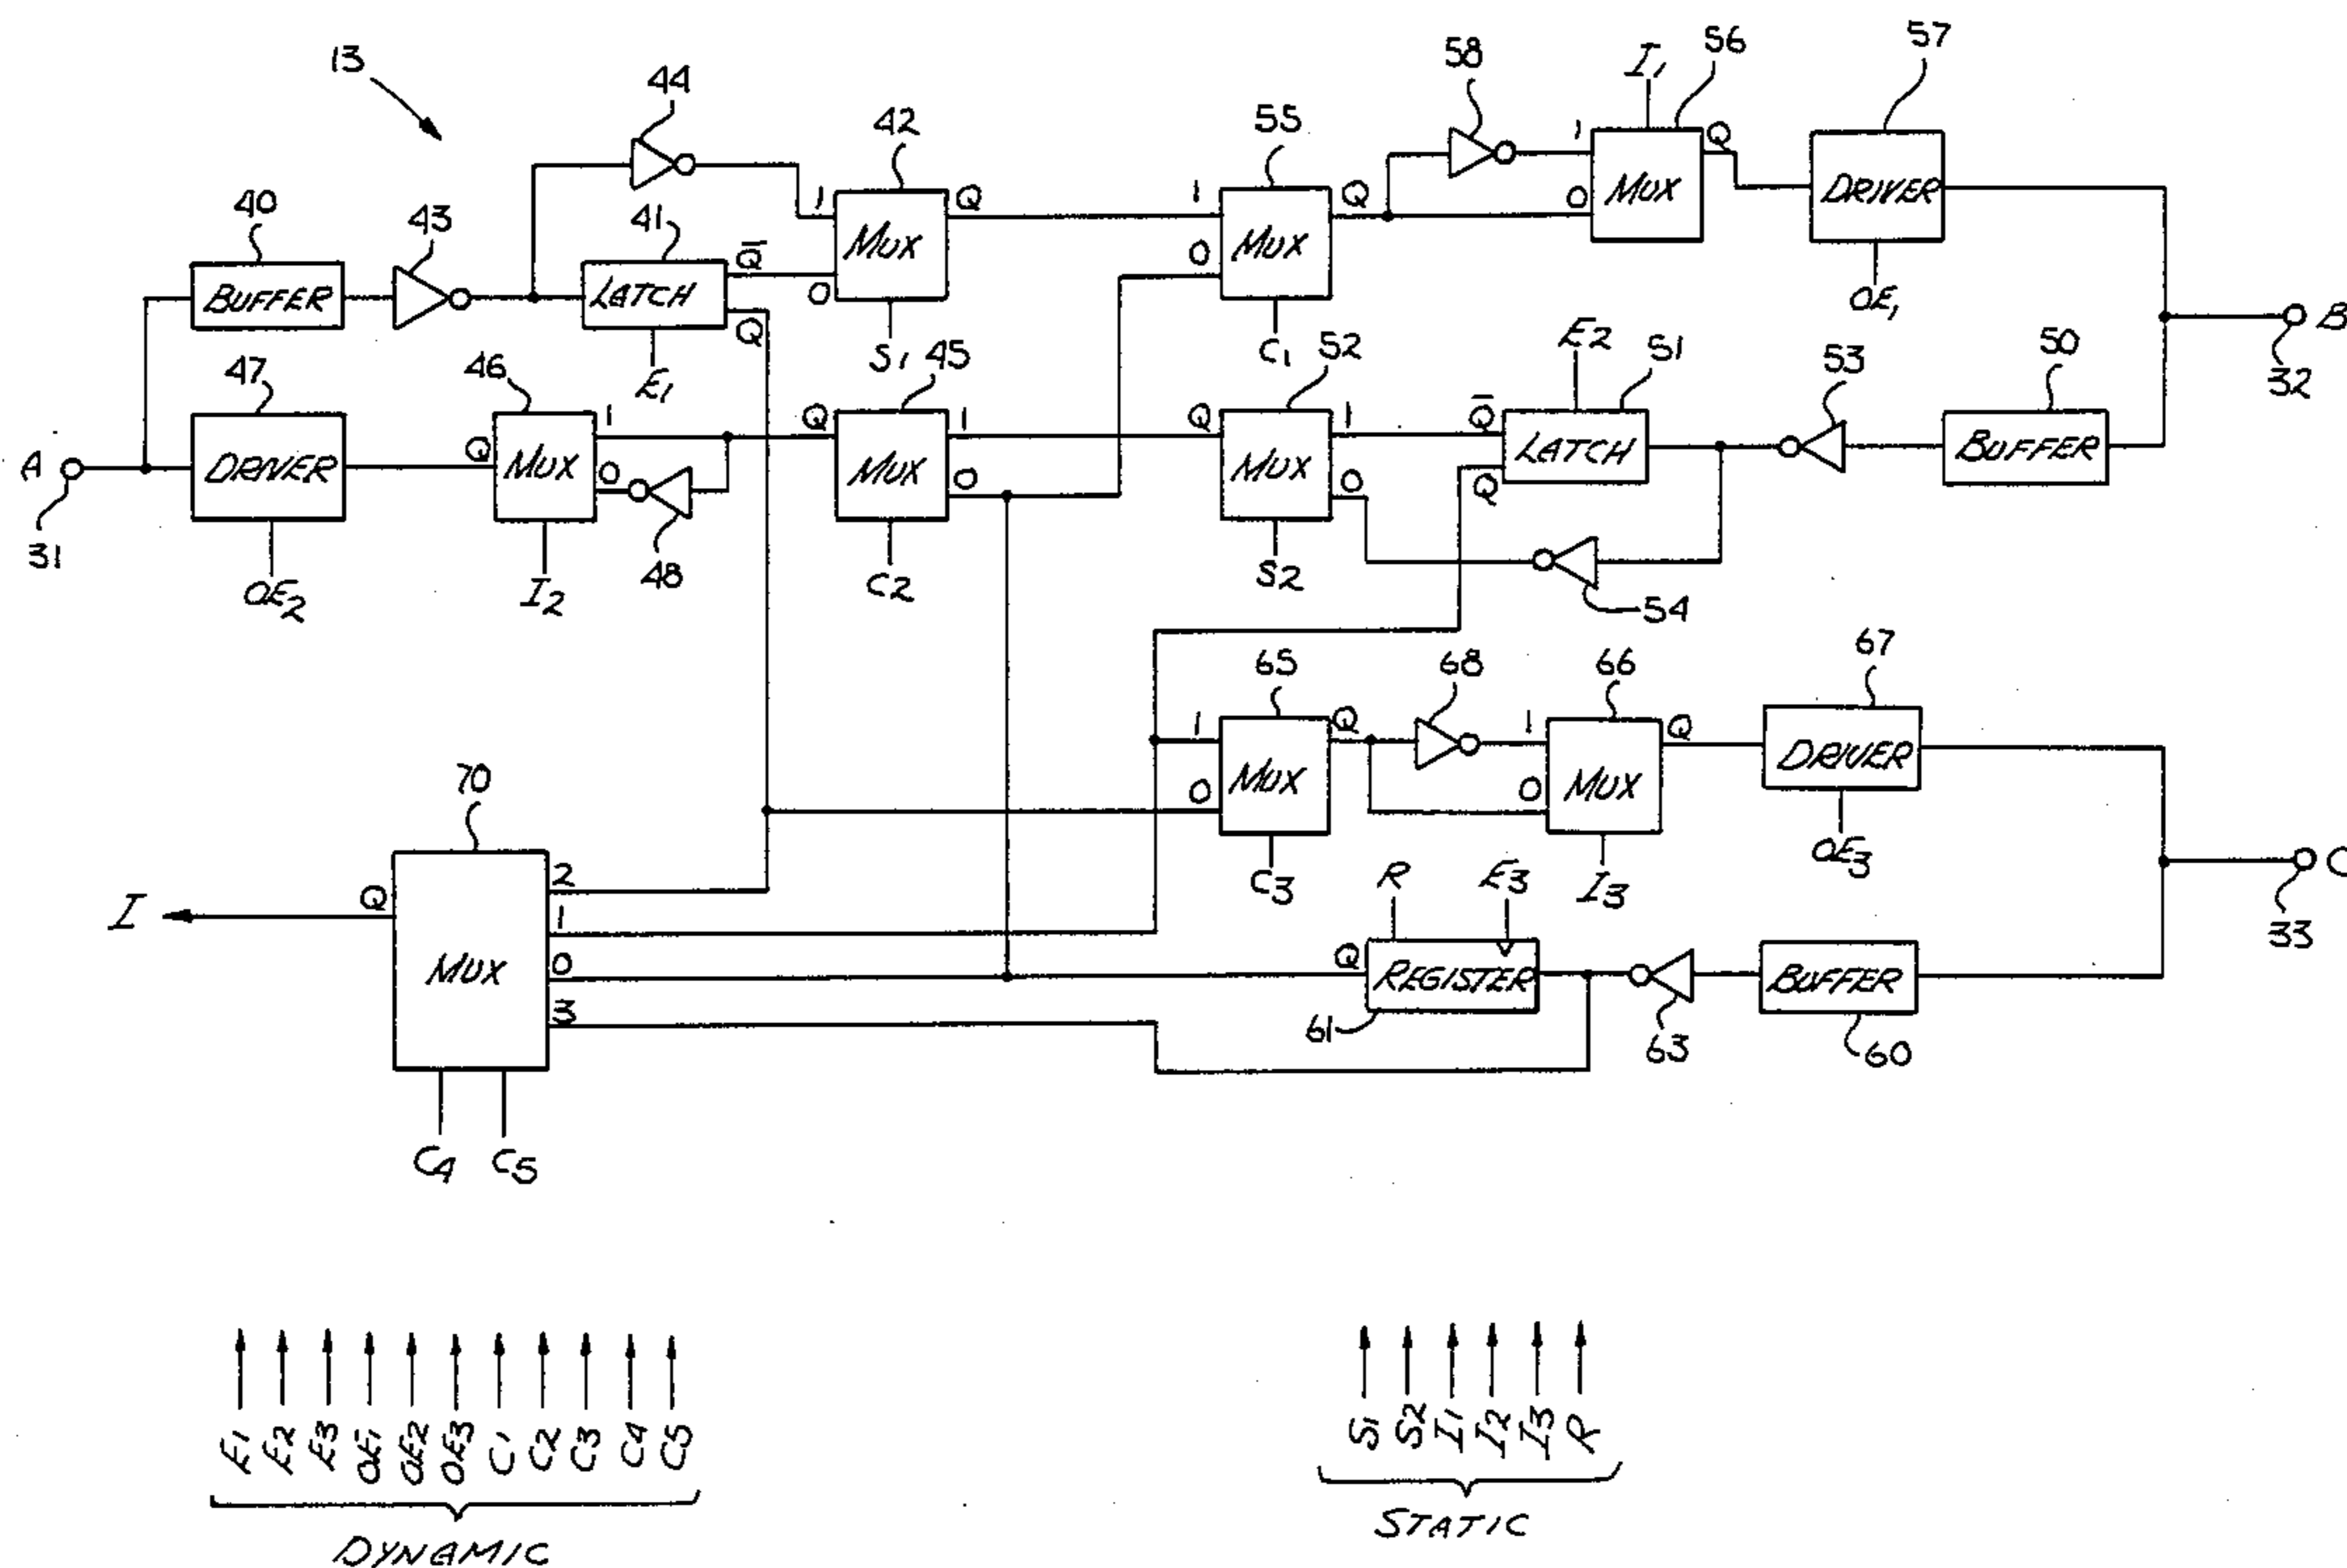 13
44
42
55
58
I1
56
57
40
43
41
1
Q
1
Q
1
Q
MUX
MUX
MUX
DRIVER
BUFFER
LATCH
Q̅
0
0
0
Q
S1
C1
OE1
B
32
E1
47
46
45
52
E2
51
53
50
A
31
DRIVER
Q
MUX
1
0
Q
MUX
1
0
Q
MUX
1
0
Q̅
Q
LATCH
BUFFER
OE2
I2
48
C2
S2
54
65
68
66
67
1
0
MUX
Q
1
0
MUX
Q
DRIVER
C3
I3
OE3
C
33
70
I
Q
MUX
2
1
0
3
R
E3
Q
REGISTER
61
63
BUFFER
60
C4
C5
E1 E2 E3 OE1 OE2 OE3 C1 C2 C3 C4 C5
DYNAMIC
S1 S2 I1 I2 I3 R
STATIC